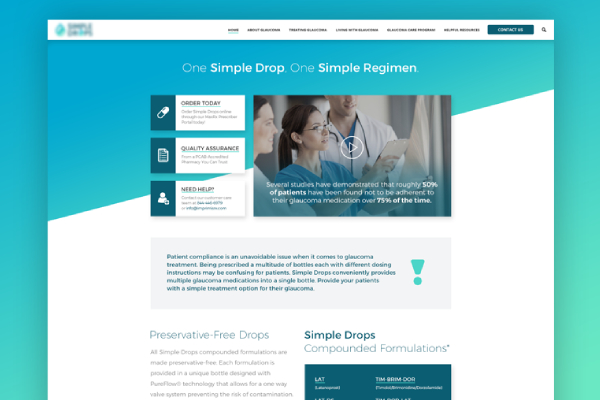 SIMPLE DROPS
HOME ABOUT GLAUCOMA TREATING GLAUCOMA LIVING WITH GLAUCOMA GLAUCOMA CARE PROGRAM HELPFUL RESOURCES CONTACT US
One Simple Drop. One Simple Regimen.
ORDER TODAY
Order Simple Drops online
through our
Portal today!
QUALITY ASSURANCE
From a PCAB Accredited
Pharmacy You Can Trust
NEED HELP?
Contact our customer care
team at
or
Several studies have demonstrated that roughly 50%
of patients have been found not to be adherent to
their glaucoma medication over 75% of the time.
Patient compliance is an unavoidable issue when it comes to glaucoma
treatment. Being prescribed a multitude of bottles each with different dosing
instructions may be confusing for patients. Simple Drops conveniently provides
multiple glaucoma medications into a single bottle. Provide your patients
with a simple treatment option for their glaucoma.
!
Preservative-Free Drops
All Simple Drops compounded formulations are
made preservative-free. Each formulation is
provided in a unique bottle designed with
PureFlow® technology that allows for a one way
valve system preventing the risk of contamination.
Simple Drops
Compounded Formulations*
LAT
(Latanoprost)
TIM-BRIM-DOR
(Timolol/Brimonidine/Dorzolamide)